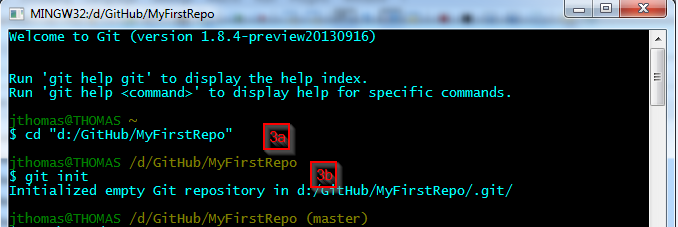 MINGW32:/d/GitHub/MyFirstRepo
Welcome to Git (version 1.8.4-preview20130916)
Run 'git help git' to display the help index.
Run 'git help <command>' to display help for specific commands.
jthomas@THOMAS ~
$ cd "d:/GitHub/MyFirstRepo"
3a
jthomas@THOMAS /d/GitHub/MyFirstRepo
$ git init
3b
Initialized empty Git repository in d:/GitHub/MyFirstRepo/.git/
jthomas@THOMAS /d/GitHub/MyFirstRepo (master)